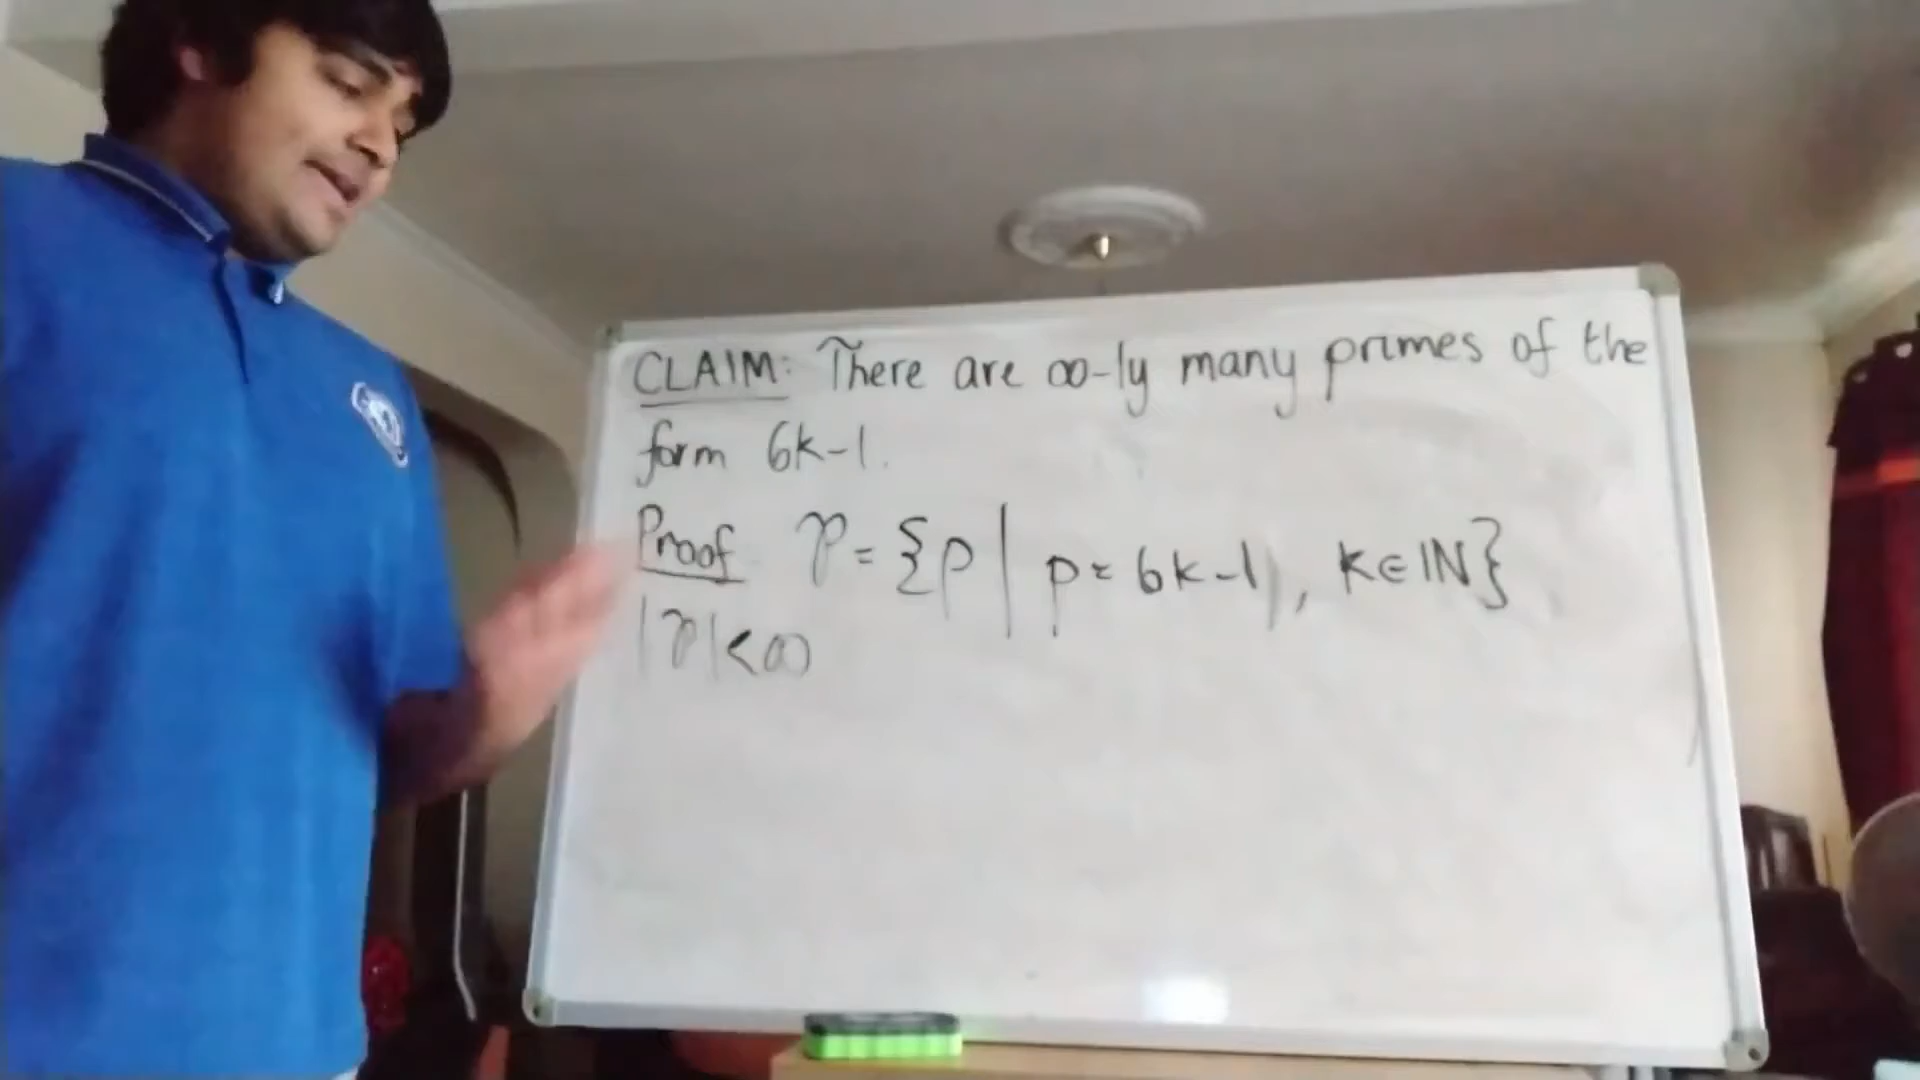 CLAIM: There are ∞-ly many primes of the
form 6k-1.
Proof 𝒫 = {p | p = 6k-1, k∈ℕ}
|𝒫|<∞